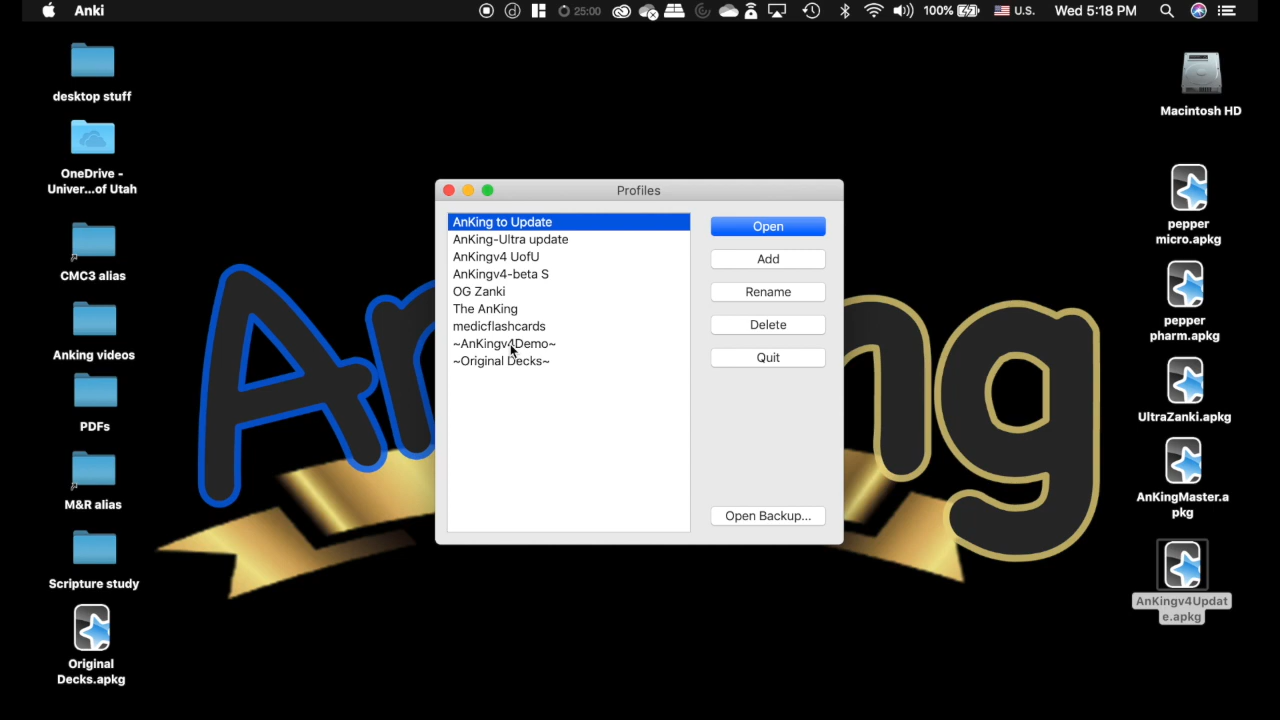 Anki
25:00
100%
U.S.
Wed 5:18 PM
desktop stuff
OneDrive -
Univer...of Utah
CMC3 alias
Anking videos
PDFs
M&R alias
Scripture study
Original
Decks.apkg
An
ng
Profiles
AnKing to Update
AnKing-Ultra update
AnKingv4 UofU
AnKingv4-beta S
OG Zanki
The AnKing
medicflashcards
~AnKingv4Demo~
~Original Decks~
Open
Add
Rename
Delete
Quit
Open Backup...
Macintosh HD
pepper
micro.apkg
pepper
pharm.apkg
UltraZanki.apkg
AnKingMaster.a
pkg
AnKingv4Updat
e.apkg